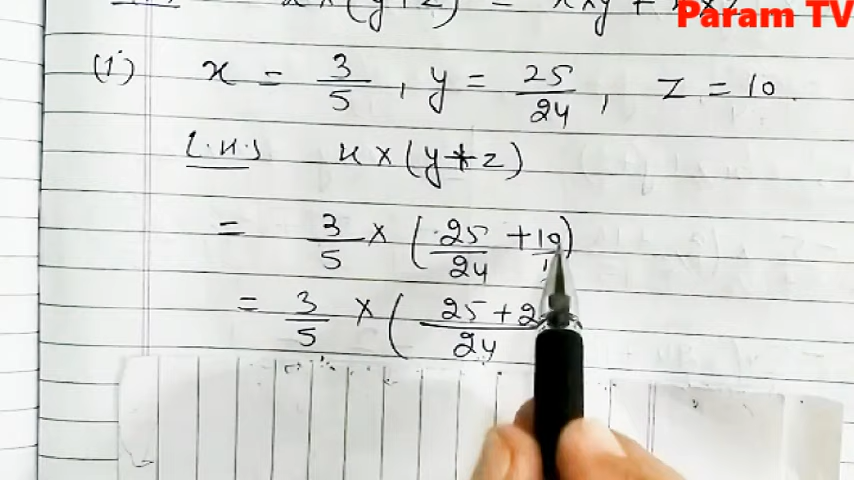 x × (y + z) = x × y + x × z
Param TV
(i) x = 3/5 , y = 25/24 , z = 10
L.H.S x × (y + z)
= 3/5 × (25/24 + 10/1)
= 3/5 × (25 + 2
24